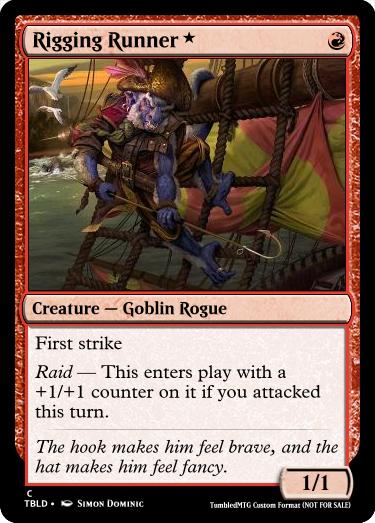 Rigging Runner ★
Creature — Goblin Rogue
First strike
Raid — This enters play with a
+1/+1 counter on it if you attacked
this turn.
The hook makes him feel brave, and the
hat makes him feel fancy.
1/1
C
TBLD • Simon Dominic
TumbledMTG Custom Format (NOT FOR SALE)